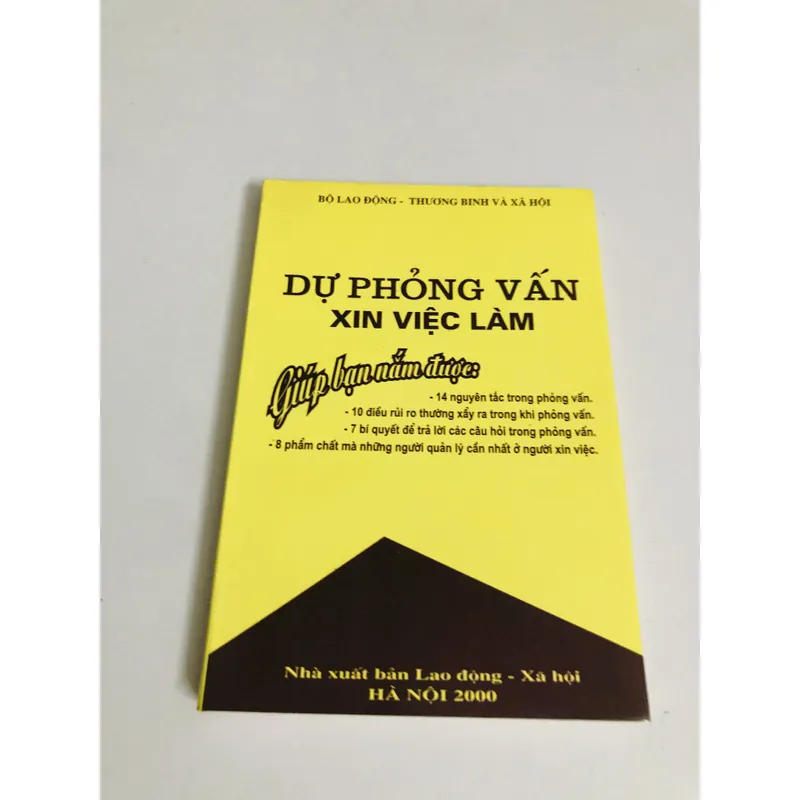 BỘ LAO ĐỘNG - THƯƠNG BINH VÀ XÃ HỘI
DỰ PHỎNG VẤN
XIN VIỆC LÀM
Giúp bạn nắm được:
- 14 nguyên tắc trong phỏng vấn.
- 10 điều rủi ro thường xẩy ra trong khi phỏng vấn.
- 7 bí quyết để trả lời các câu hỏi trong phỏng vấn.
- 8 phẩm chất mà những người quản lý cần nhất ở người xin việc.
Nhà xuất bản Lao động - Xã hội
HÀ NỘI 2000